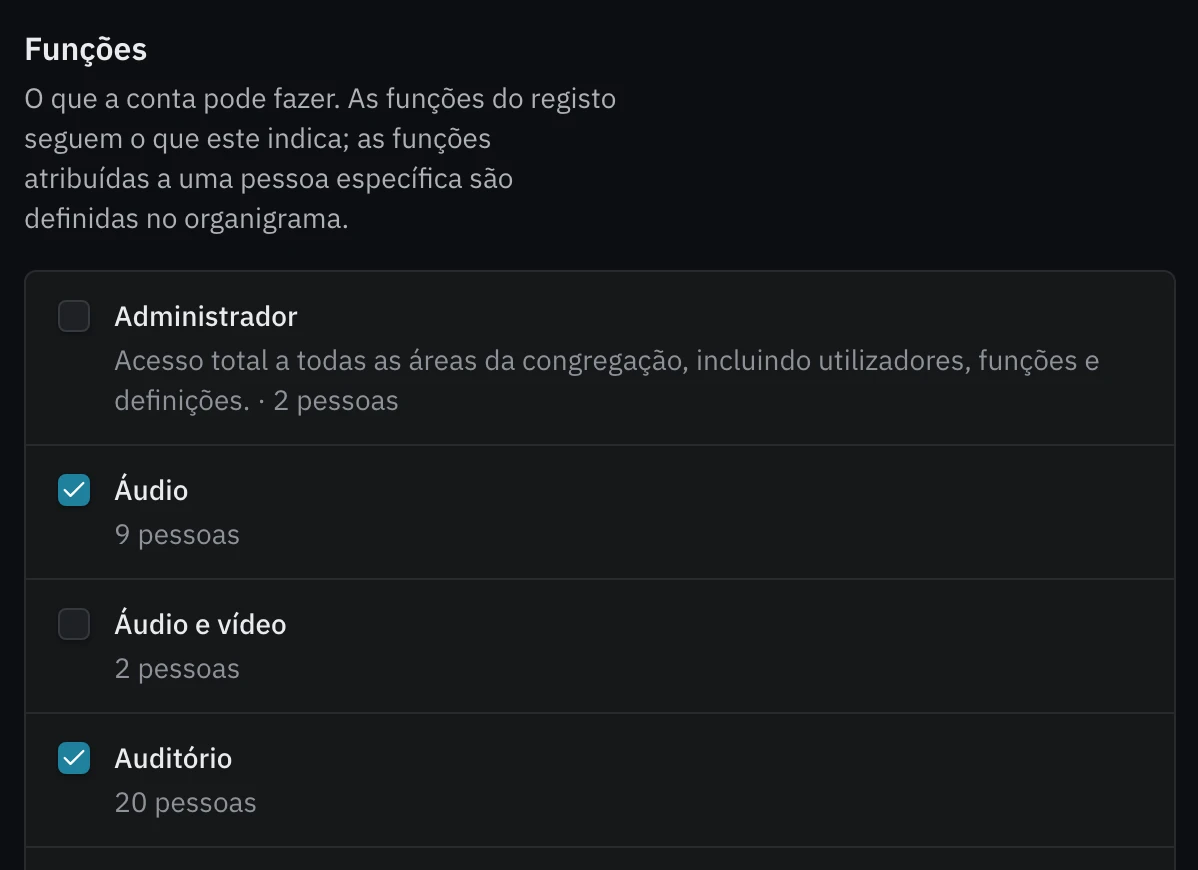 Funções
O que a conta pode fazer. As funções do registo
seguem o que este indica; as funções
atribuídas a uma pessoa específica são
definidas no organigrama.
Administrador
Acesso total a todas as áreas da congregação, incluindo utilizadores, funções e
definições. · 2 pessoas
Áudio
9 pessoas
Áudio e vídeo
2 pessoas
Auditório
20 pessoas